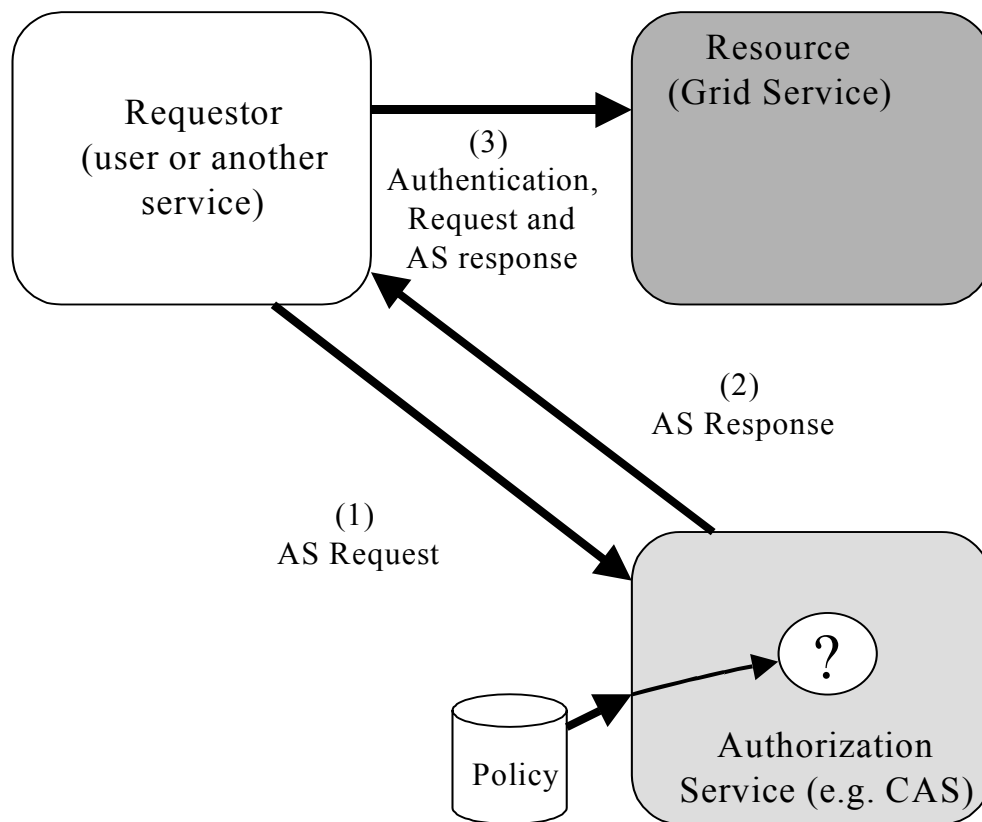 Requestor
(user or another
service)
Resource
(Grid Service)
(3)
Authentication,
Request and
AS response
(2)
AS Response
(1)
AS Request
?
Policy
Authorization
Service (e.g. CAS)